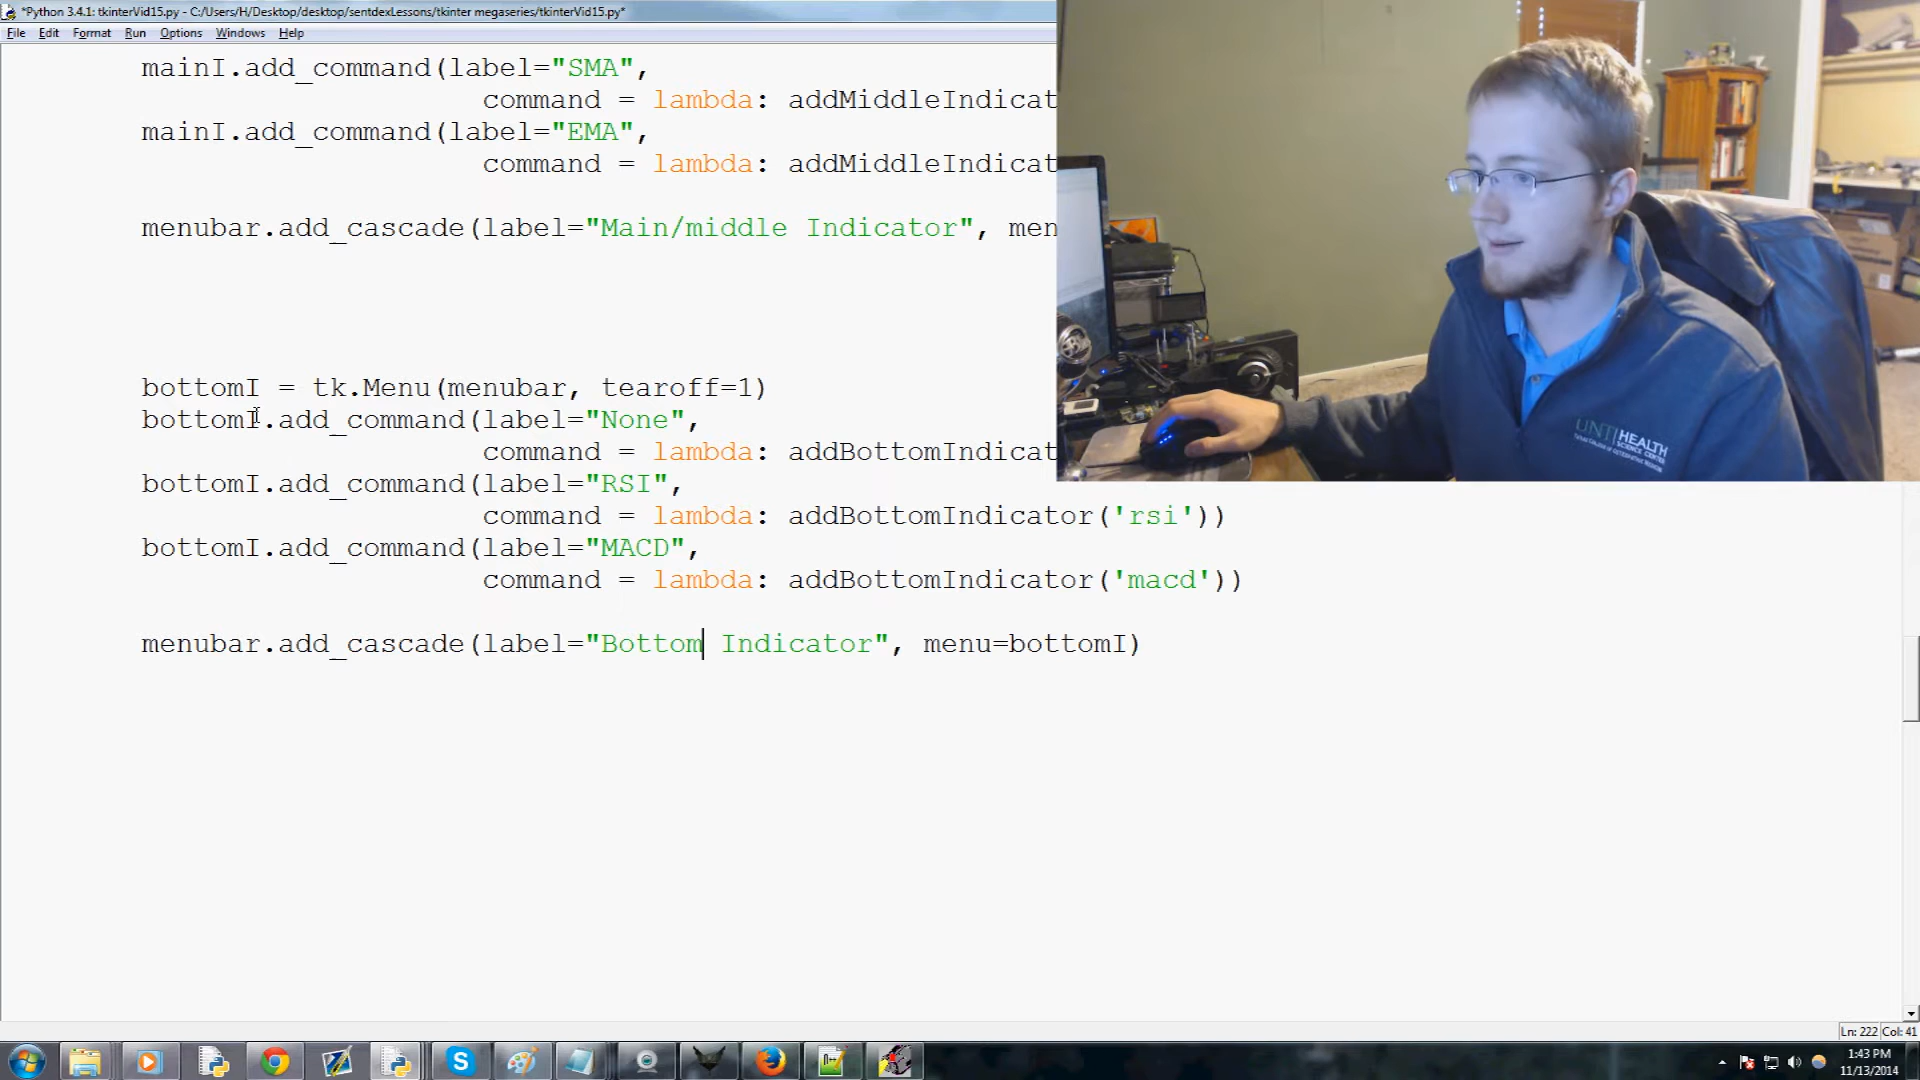 *Python 3.4.1: tkinterVid15.py - C:/Users/H/Desktop/desktop/sentdexLessons/tkinter megaseries/tkinterVid15.py*
File Edit Format Run Options Windows Help
mainI.add_command(label="SMA",
command = lambda: addMiddleIndicat
mainI.add_command(label="EMA",
command = lambda: addMiddleIndicat
menubar.add_cascade(label="Main/middle Indicator", men
bottomI = tk.Menu(menubar, tearoff=1)
bottomI.add_command(label="None",
command = lambda: addBottomIndicat
bottomI.add_command(label="RSI",
command = lambda: addBottomIndicator('rsi'))
bottomI.add_command(label="MACD",
command = lambda: addBottomIndicator('macd'))
menubar.add_cascade(label="Bottom Indicator", menu=bottomI)
UNT HEALTH
SCIENCE CENTER
Ln: 222 Col: 41
1:43 PM
11/13/2014